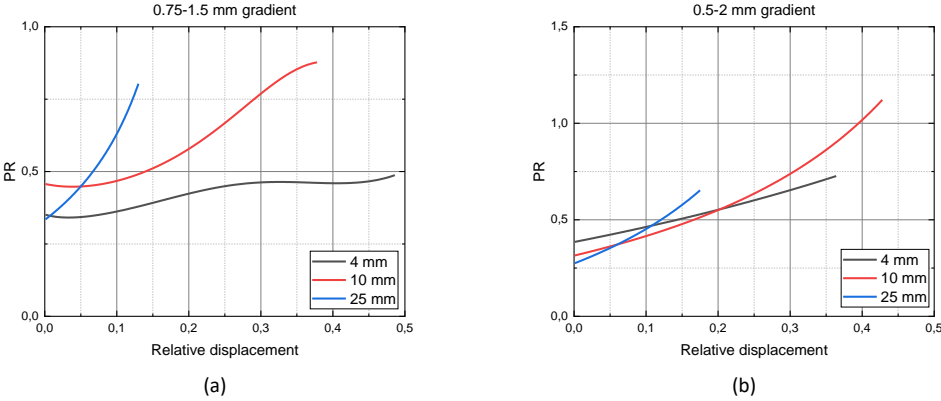 0.75-1.5 mm gradient
1,0
0,5
0,0
PR
0,0 0,1 0,2 0,3 0,4 0,5
Relative displacement
4 mm
10 mm
25 mm
(a)
0.5-2 mm gradient
1,5
1,0
0,5
0,0
PR
0,0 0,1 0,2 0,3 0,4 0,5
Relative displacement
4 mm
10 mm
25 mm
(b)